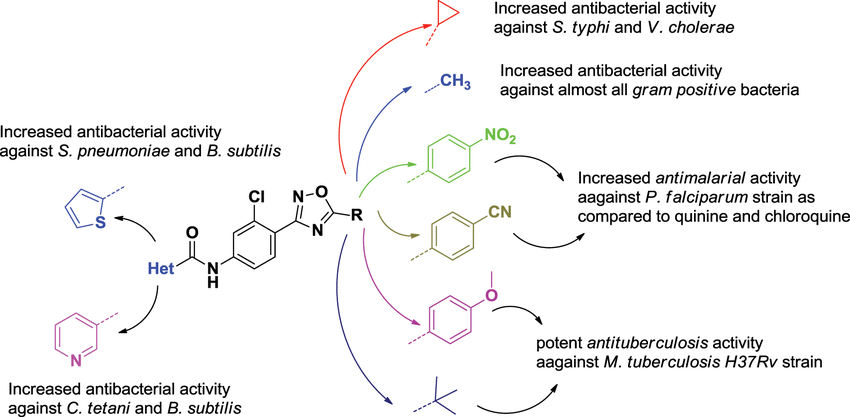 Increased antibacterial activity
against S. typhi and V. cholerae
Increased antibacterial activity
against almost all gram positive bacteria
CH3
NO2
Increased antibacterial activity
against S. pneumoniae and B. subtilis
Increased antimalarial activity
aagainst P. falciparum strain as
compared to quinine and chloroquine
S
Cl
N
O
N
R
CN
O
Het
N
H
O
N
potent antituberculosis activity
aagainst M. tuberculosis H37Rv strain
Increased antibacterial activity
against C. tetani and B. subtilis